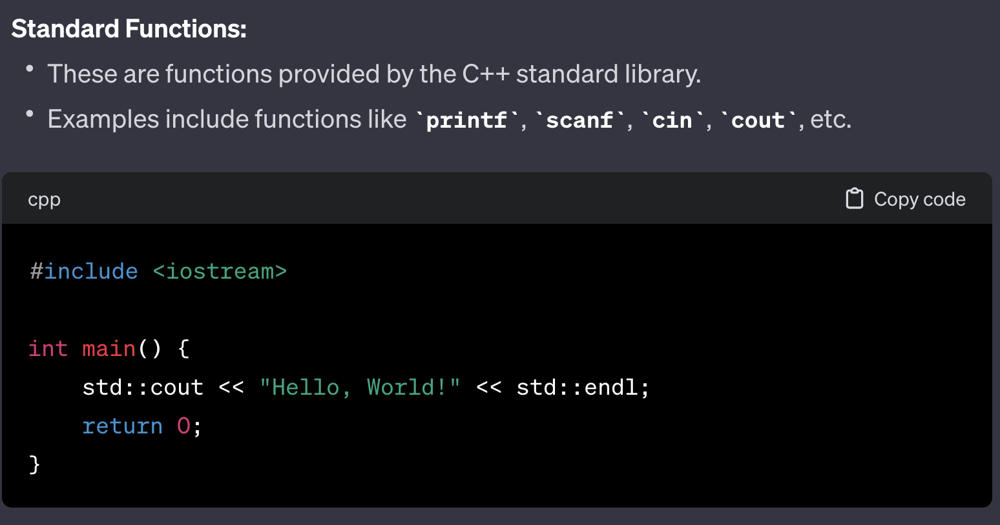 Standard Functions:
• These are functions provided by the C++ standard library.
• Examples include functions like `printf`, `scanf`, `cin`, `cout`, etc.
cpp Copy code
#include <iostream>
int main() {
    std::cout << "Hello, World!" << std::endl;
    return 0;
}